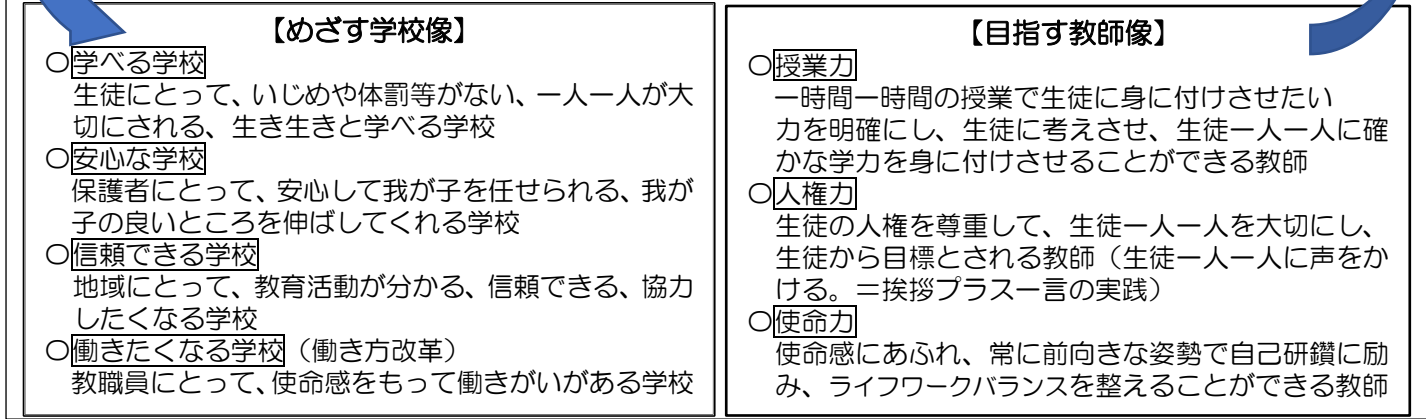 【めざす学校像】
〇学べる学校
生徒にとって、いじめや体罰等がない、一人一人が大
切にされる、生き生きと学べる学校
〇安心な学校
保護者にとって、安心して我が子を任せられる、我が
子の良いところを伸ばしてくれる学校
〇信頼できる学校
地域にとって、教育活動が分かる、信頼できる、協力
したくなる学校
〇働きたくなる学校（働き方改革）
教職員にとって、使命感をもって働きがいがある学校
【目指す教師像】
〇授業力
一時間一時間の授業で生徒に身に付けさせたい
力を明確にし、生徒に考えさせ、生徒一人一人に確
かな学力を身に付けさせることができる教師
〇人権力
生徒の人権を尊重して、生徒一人一人を大切にし、
生徒から目標とされる教師（生徒一人一人に声をか
ける。＝挨拶プラス一言の実践）
〇使命力
使命感にあふれ、常に前向きな姿勢で自己研鑽に励
み、ライフワークバランスを整えることができる教師